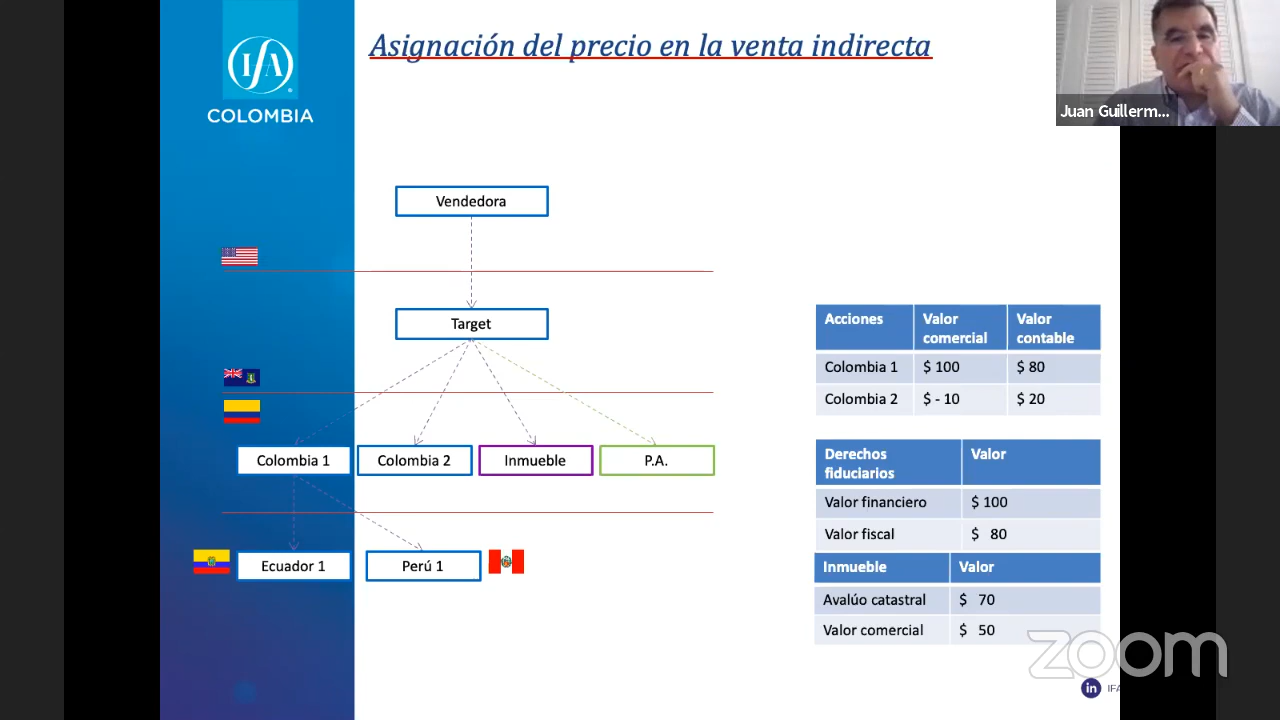 IFA
COLOMBIA
Asignación del precio en la venta indirecta
Juan Guillerm...
Vendedora
Target
Colombia 1
Colombia 2
Inmueble
P.A.
Ecuador 1
Perú 1
Acciones Valor comercial Valor contable
Colombia 1 $ 100 $ 80
Colombia 2 $ - 10 $ 20
Derechos fiduciarios Valor
Valor financiero $ 100
Valor fiscal $ 80
Inmueble Valor
Avalúo catastral $ 70
Valor comercial $ 50
zoom
in IFA